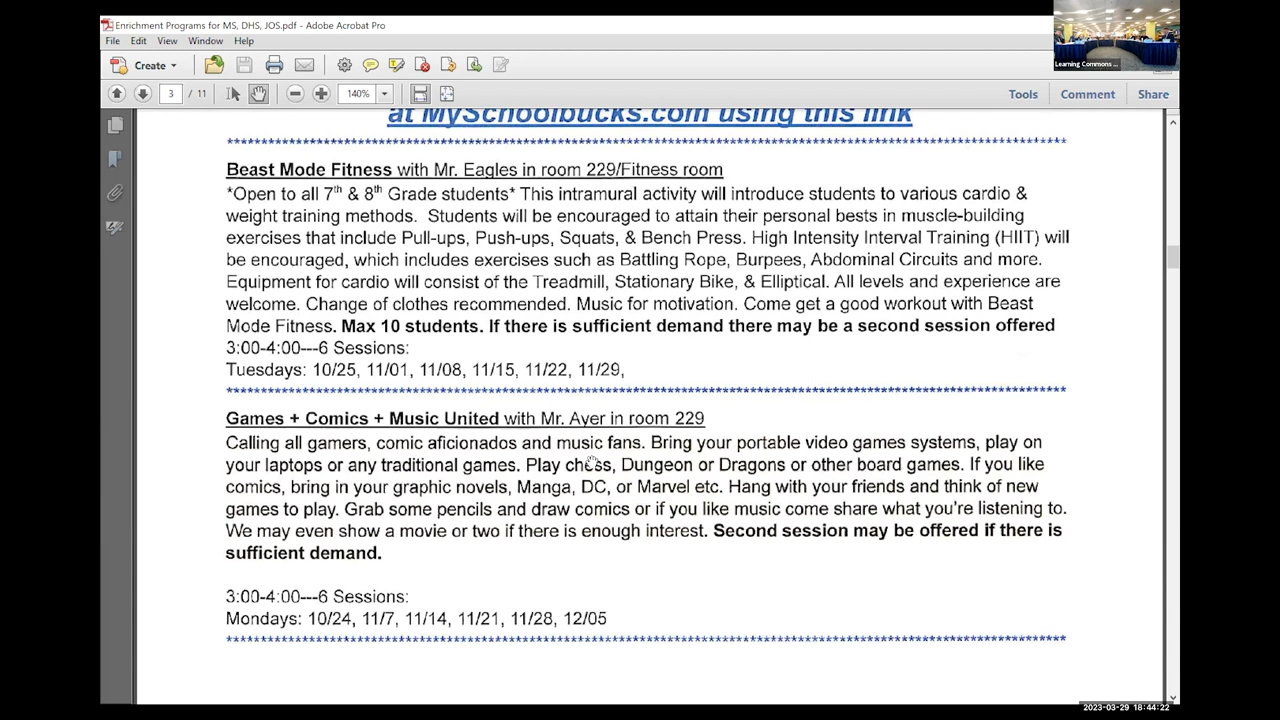 Enrichment Programs for MS, DHS, JOS.pdf - Adobe Acrobat Pro
File Edit View Window Help
Learning Commons ...
Create
3 / 11
140%
Tools Comment Share
at MySchoolbucks.com using this link
Beast Mode Fitness with Mr. Eagles in room 229/Fitness room
*Open to all 7th & 8th Grade students* This intramural activity will introduce students to various cardio &
weight training methods. Students will be encouraged to attain their personal bests in muscle-building
exercises that include Pull-ups, Push-ups, Squats, & Bench Press. High Intensity Interval Training (HIIT) will
be encouraged, which includes exercises such as Battling Rope, Burpees, Abdominal Circuits and more.
Equipment for cardio will consist of the Treadmill, Stationary Bike, & Elliptical. All levels and experience are
welcome. Change of clothes recommended. Music for motivation. Come get a good workout with Beast
Mode Fitness. Max 10 students. If there is sufficient demand there may be a second session offered
3:00-4:00---6 Sessions:
Tuesdays: 10/25, 11/01, 11/08, 11/15, 11/22, 11/29,
Games + Comics + Music United with Mr. Ayer in room 229
Calling all gamers, comic aficionados and music fans. Bring your portable video games systems, play on
your laptops or any traditional games. Play chess, Dungeon or Dragons or other board games. If you like
comics, bring in your graphic novels, Manga, DC, or Marvel etc. Hang with your friends and think of new
games to play. Grab some pencils and draw comics or if you like music come share what you're listening to.
We may even show a movie or two if there is enough interest. Second session may be offered if there is
sufficient demand.
3:00-4:00---6 Sessions:
Mondays: 10/24, 11/7, 11/14, 11/21, 11/28, 12/05
2023-03-29 18:44:22